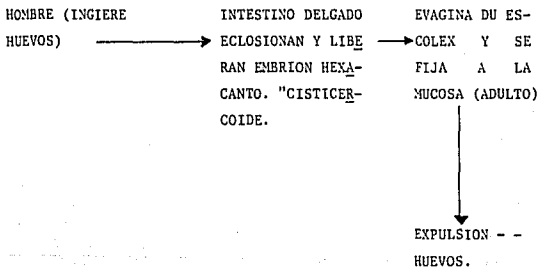 HOMBRE (INGIERE
HUEVOS)
INTESTINO DELGADO
ECLOSIONAN Y LIBE
RAN EMBRION HEXA-
CANTO. "CISTICER-
COIDE.
EVAGINA DU ES-
COLEX Y SE
FIJA A LA
MUCOSA (ADULTO)
EXPULSION - -
HUEVOS.